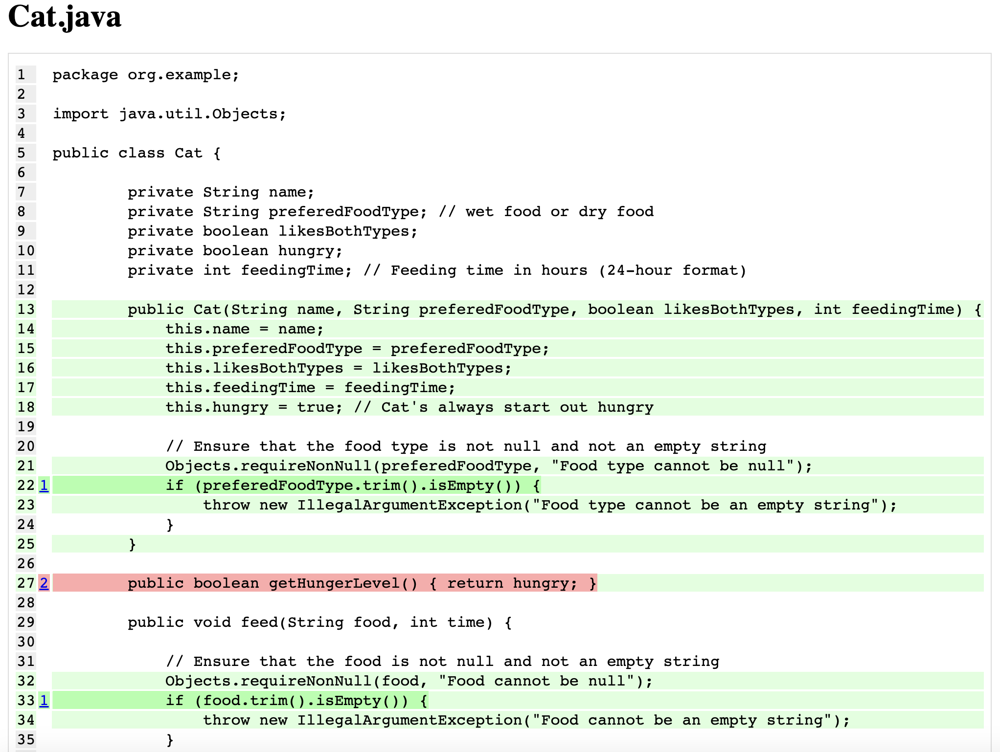 Cat.java
1 package org.example;
2
3 import java.util.Objects;
4
5 public class Cat {
6
7 private String name;
8 private String preferedFoodType; // wet food or dry food
9 private boolean likesBothTypes;
10 private boolean hungry;
11 private int feedingTime; // Feeding time in hours (24-hour format)
12
13 public Cat(String name, String preferedFoodType, boolean likesBothTypes, int feedingTime) {
14 this.name = name;
15 this.preferedFoodType = preferedFoodType;
16 this.likesBothTypes = likesBothTypes;
17 this.feedingTime = feedingTime;
18 this.hungry = true; // Cat's always start out hungry
19
20 // Ensure that the food type is not null and not an empty string
21 Objects.requireNonNull(preferedFoodType, "Food type cannot be null");
22 1 if (preferedFoodType.trim().isEmpty()) {
23 throw new IllegalArgumentException("Food type cannot be an empty string");
24 }
25 }
26
27 2 public boolean getHungerLevel() { return hungry; }
28
29 public void feed(String food, int time) {
30
31 // Ensure that the food is not null and not an empty string
32 Objects.requireNonNull(food, "Food cannot be null");
33 1 if (food.trim().isEmpty()) {
34 throw new IllegalArgumentException("Food cannot be an empty string");
35 }